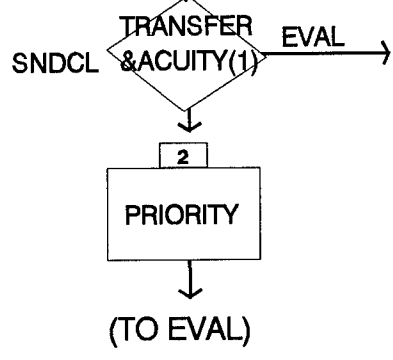 TRANSFER
EVAL
SNDCL &ACUITY(1)
2
PRIORITY
(TO EVAL)